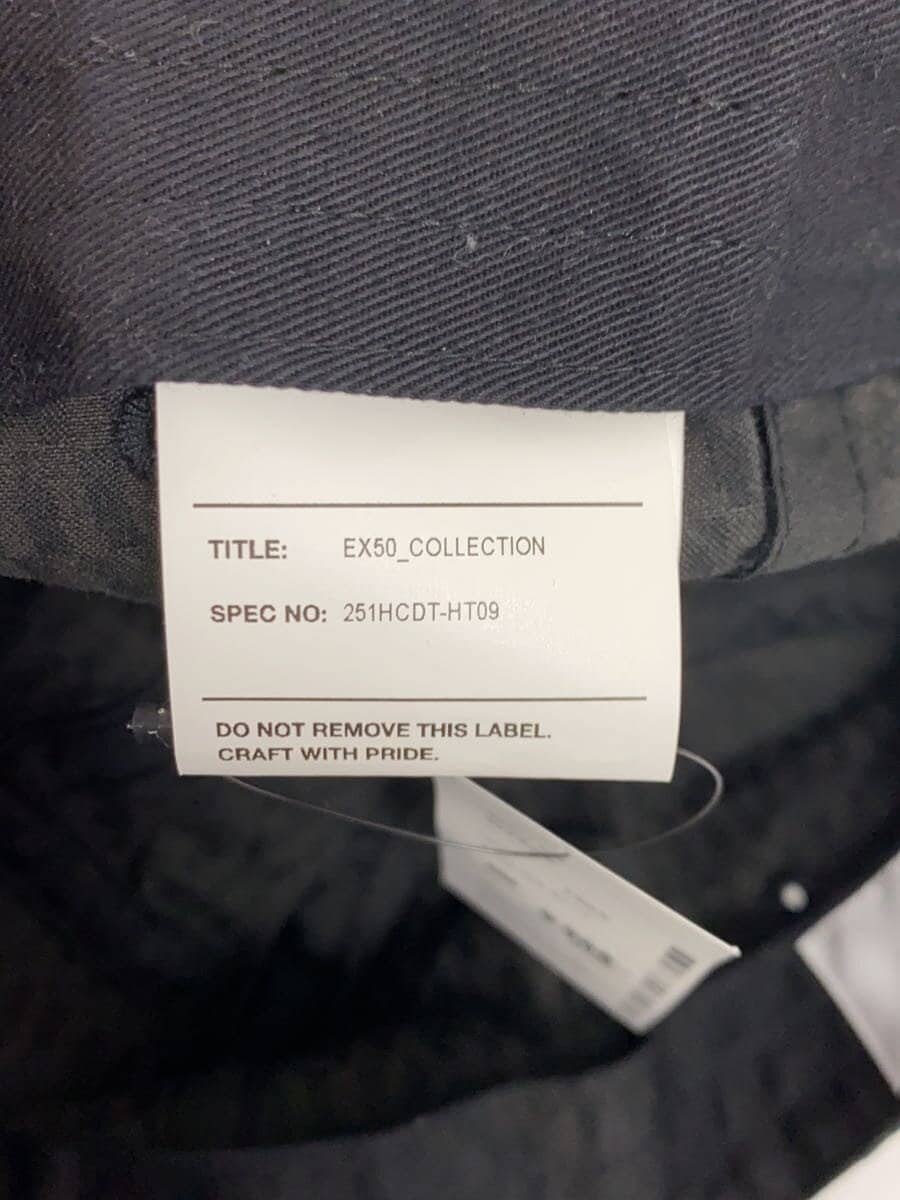 TITLE: EX50_COLLECTION
SPEC NO: 251HCDT-HT09
DO NOT REMOVE THIS LABEL.
CRAFT WITH PRIDE.